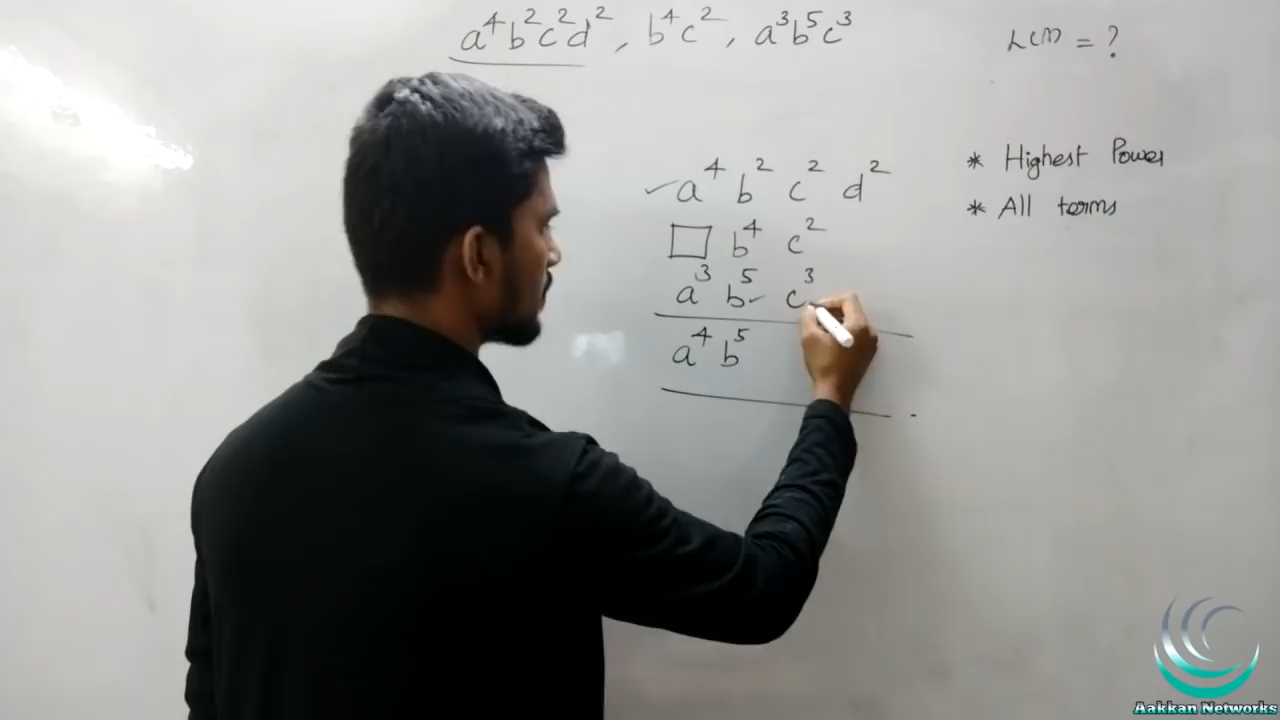 a⁴b²c²d², b⁴c², a³b⁵c³
LCM = ?
a⁴ b² c² d²
b⁴ c²
a³ b⁵ c³
a⁴ b⁵
* Highest Power
* All terms
Aakkan Networks